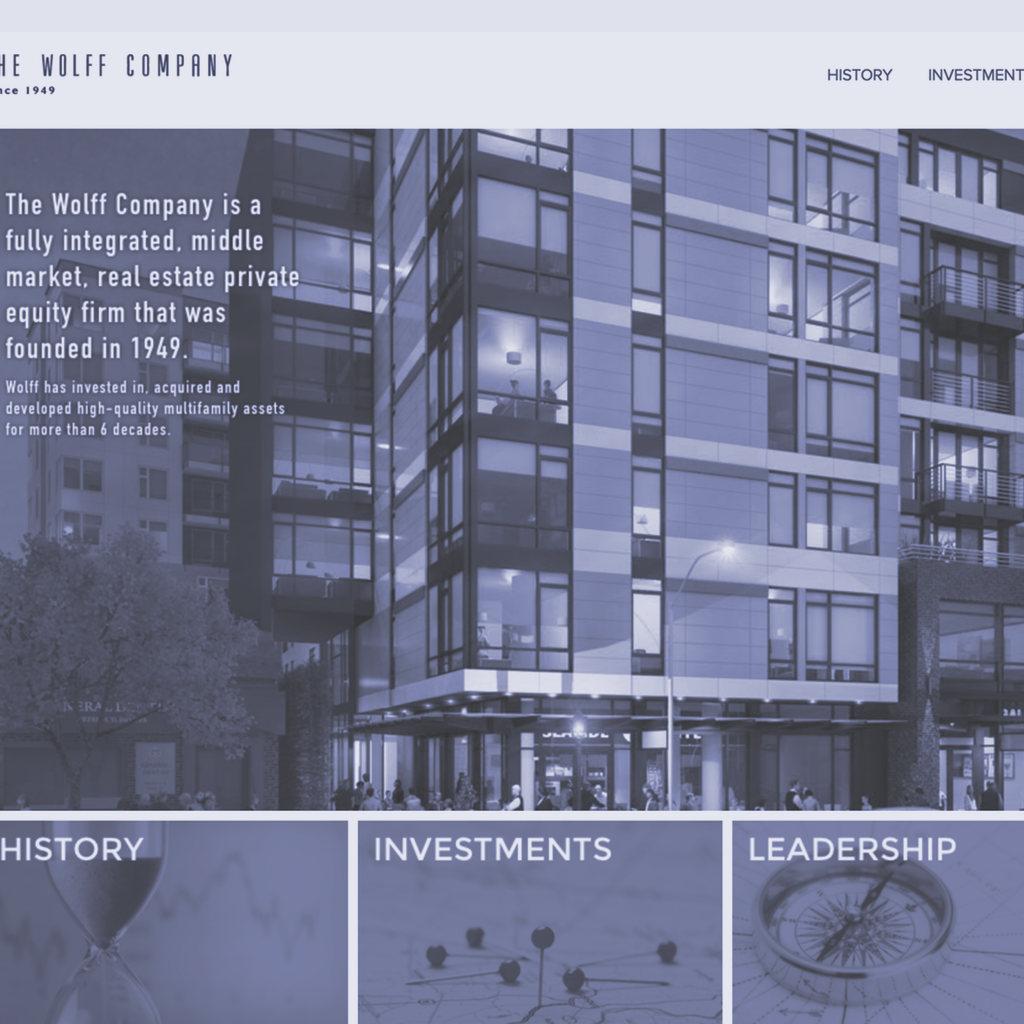 HE WOLFF COMPANY
nce 1949
HISTORY
INVESTMENT
The Wolff Company is a
fully integrated, middle
market, real estate private
equity firm that was
founded in 1949.
Wolff has invested in, acquired and
developed high-quality multifamily assets
for more than 6 decades.
HISTORY
INVESTMENTS
LEADERSHIP